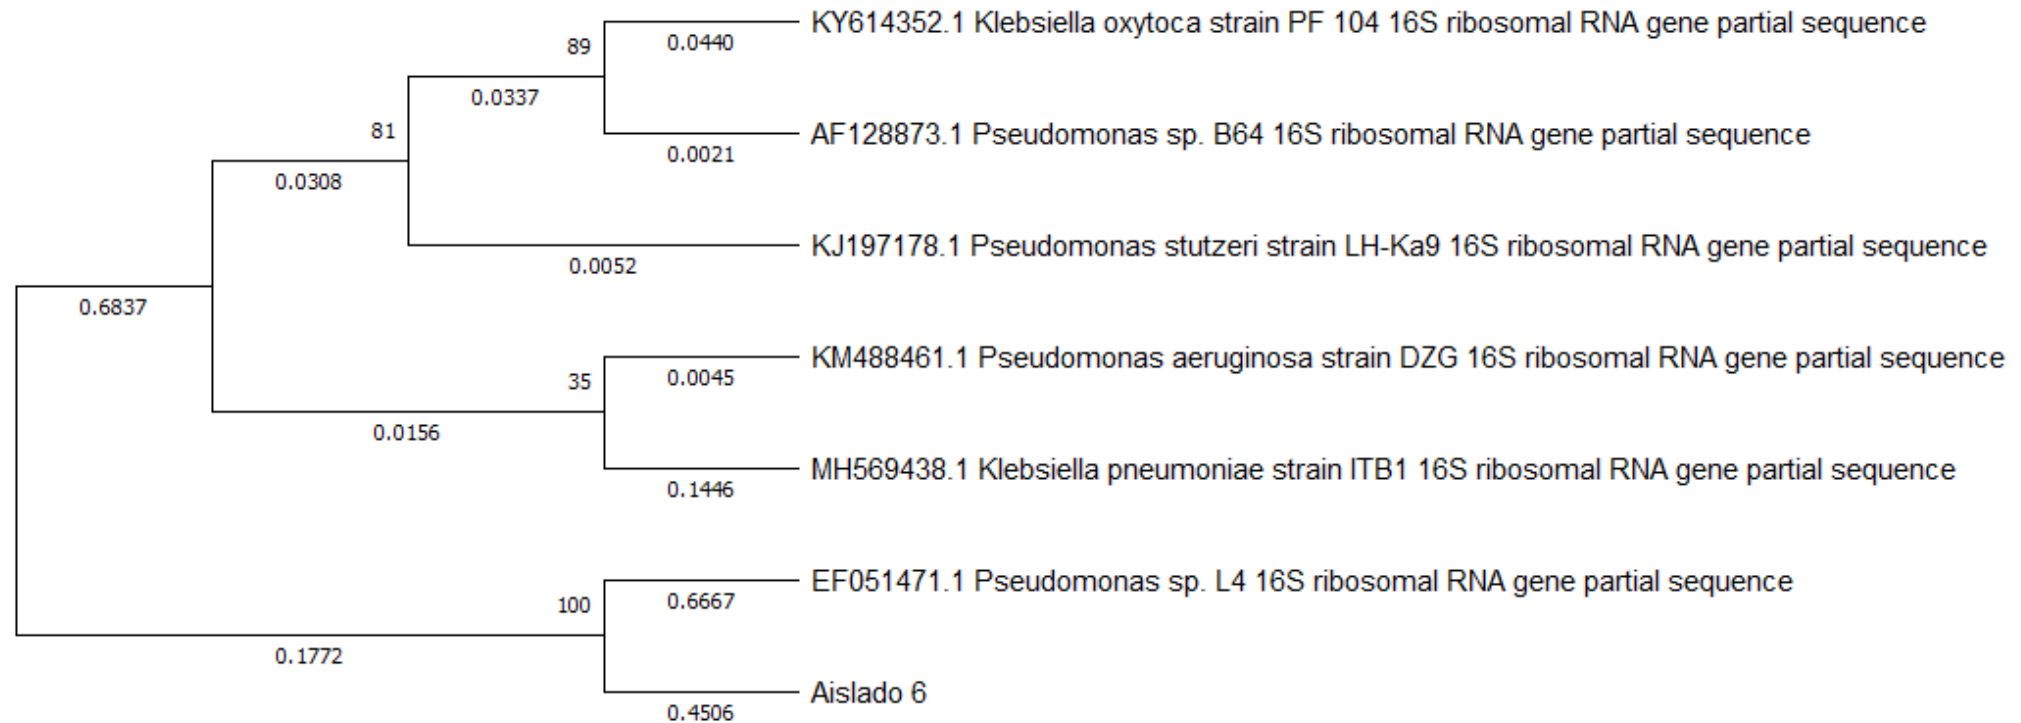 KY614352.1 Klebsiella oxytoca strain PF 104 16S ribosomal RNA gene partial sequence
89
0.0440
0.0337
81
AF128873.1 Pseudomonas sp. B64 16S ribosomal RNA gene partial sequence
0.0021
0.0308
KJ197178.1 Pseudomonas stutzeri strain LH-Ka9 16S ribosomal RNA gene partial sequence
0.0052
0.6837
KM488461.1 Pseudomonas aeruginosa strain DZG 16S ribosomal RNA gene partial sequence
35
0.0045
0.0156
MH569438.1 Klebsiella pneumoniae strain ITB1 16S ribosomal RNA gene partial sequence
0.1446
EF051471.1 Pseudomonas sp. L4 16S ribosomal RNA gene partial sequence
100
0.6667
0.1772
Aislado 6
0.4506